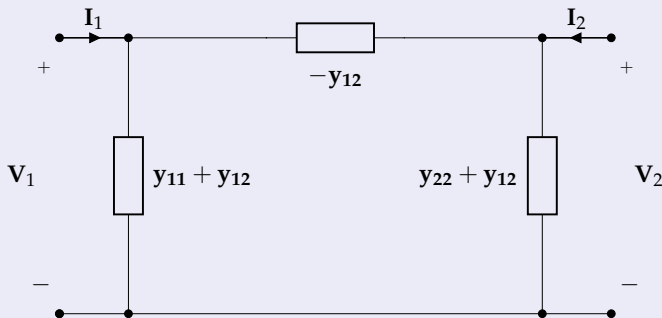 I₁ I₂
+ −y₁₂ +
V₁ y₁₁ + y₁₂ y₂₂ + y₁₂ V₂
− −